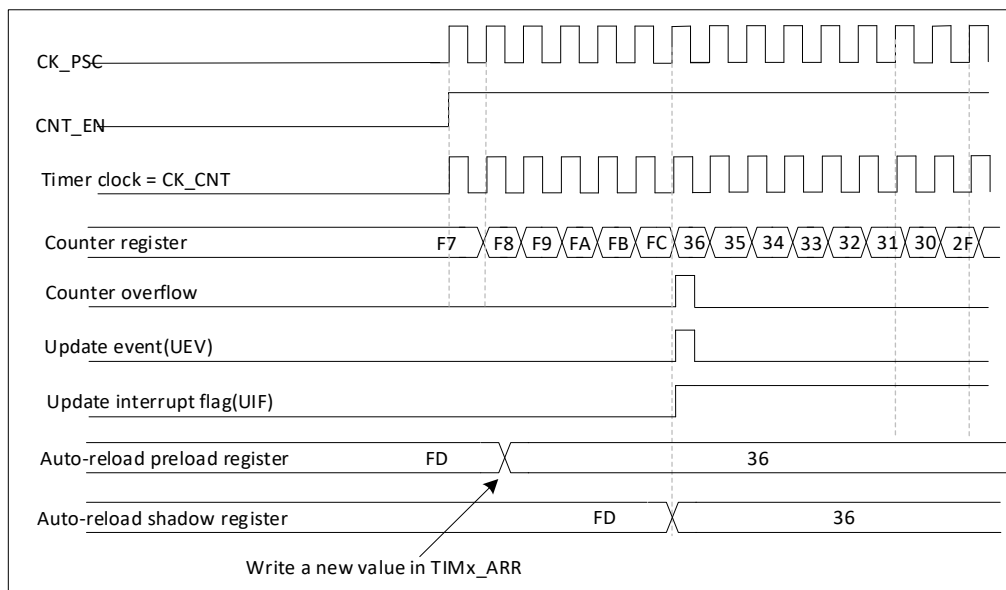 CK_PSC
CNT_EN
Timer clock = CK_CNT
Counter register F7 F8 F9 FA FB FC 36 35 34 33 32 31 30 2F
Counter overflow
Update event(UEV)
Update interrupt flag(UIF)
Auto-reload preload register FD 36
Auto-reload shadow register FD 36
Write a new value in TIMx_ARR